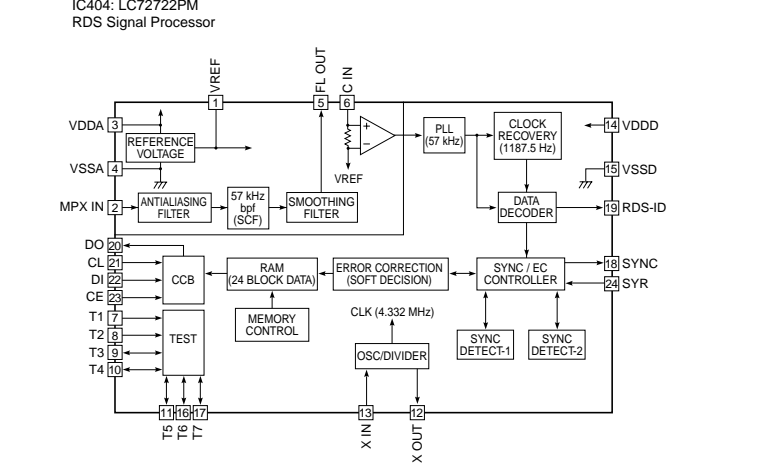 IC404: LC72722PM
RDS Signal Processor
VREF
FL OUT
C IN
1
5
6
VDDA 3
REFERENCE
VOLTAGE
VSSA 4
+
−
VREF
PLL
(57 kHz)
CLOCK
RECOVERY
(1187.5 Hz)
14 VDDD
15 VSSD
MPX IN 2
ANTIALIASING
FILTER
57 kHz
bpf
(SCF)
SMOOTHING
FILTER
DATA
DECODER
19 RDS-ID
DO 20
CL 21
DI 22
CE 23
CCB
RAM
(24 BLOCK DATA)
ERROR CORRECTION
(SOFT DECISION)
SYNC / EC
CONTROLLER
18 SYNC
24 SYR
T1 7
T2 8
T3 9
T4 10
TEST
MEMORY
CONTROL
CLK (4.332 MHz)
OSC/DIVIDER
SYNC
DETECT-1
SYNC
DETECT-2
11 16 17
13
12
T5
T6
T7
X IN
X OUT